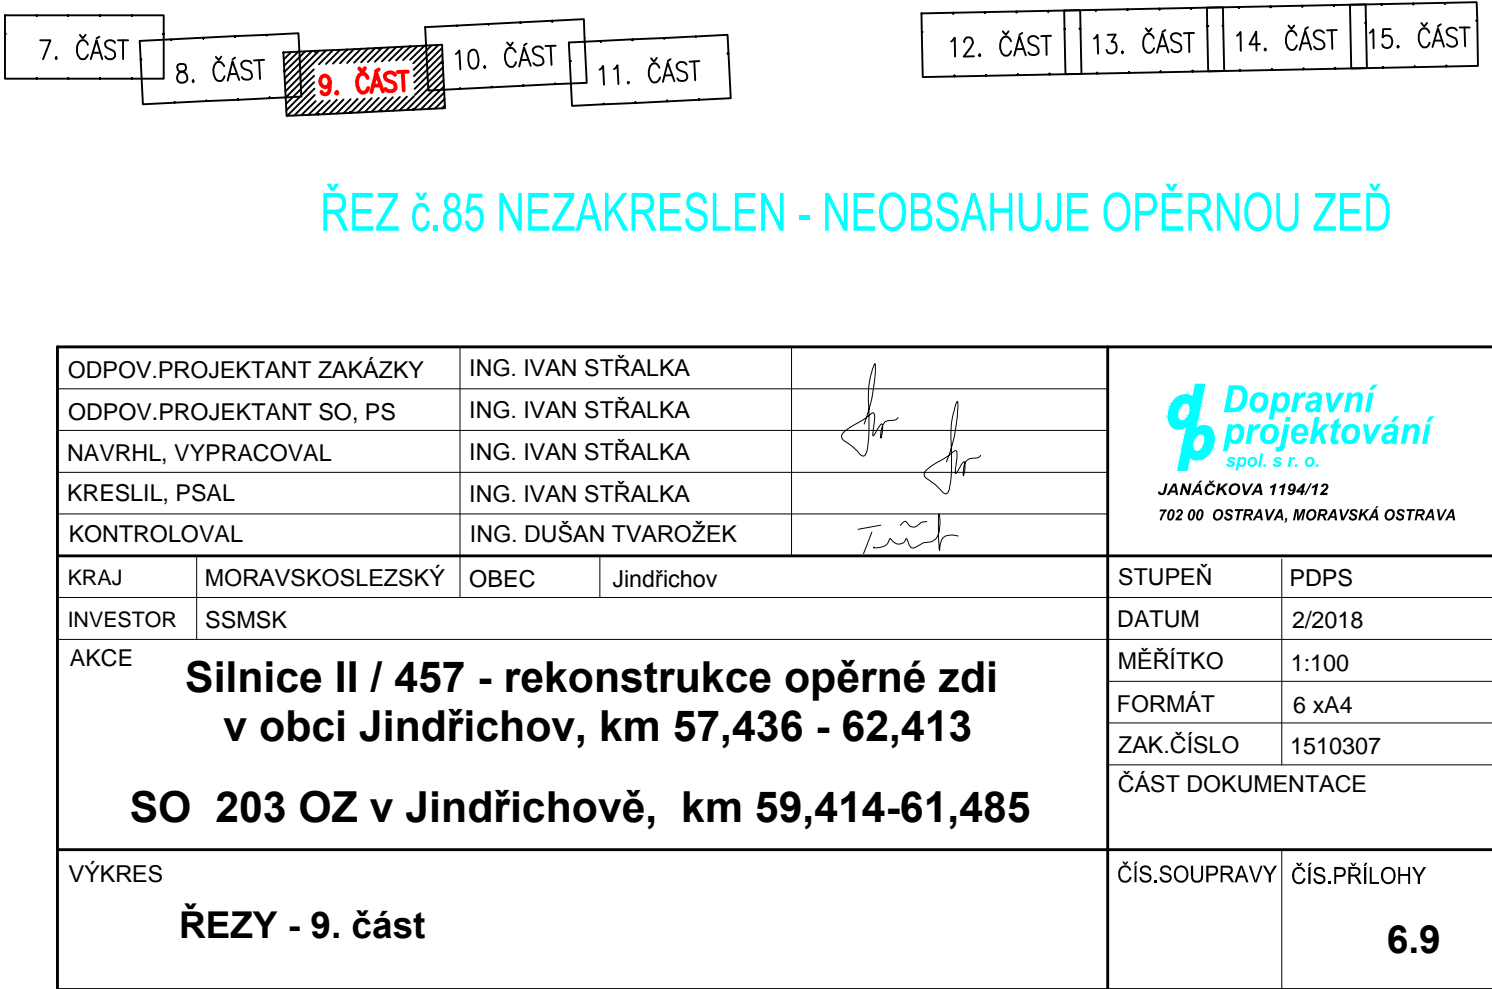 7. ČÁST
8. ČÁST
9. ČÁST
10. ČÁST
11. ČÁST
12. ČÁST
13. ČÁST
14. ČÁST
15. ČÁST
ŘEZ č.85 NEZAKRESLEN - NEOBSAHUJE OPĚRNOU ZEĎ
ODPOV.PROJEKTANT ZAKÁZKY ING. IVAN STŘALKA
ODPOV.PROJEKTANT SO, PS ING. IVAN STŘALKA
NAVRHL, VYPRACOVAL ING. IVAN STŘALKA
KRESLIL, PSAL ING. IVAN STŘALKA
KONTROLOVAL ING. DUŠAN TVAROŽEK
dp Dopravní
projektování
spol. s r. o.
JANÁČKOVA 1194/12
702 00 OSTRAVA, MORAVSKÁ OSTRAVA
KRAJ MORAVSKOSLEZSKÝ OBEC Jindřichov
INVESTOR SSMSK
AKCE
Silnice II / 457 - rekonstrukce opěrné zdi
v obci Jindřichov, km 57,436 - 62,413
SO 203 OZ v Jindřichově, km 59,414-61,485
STUPEŇ PDPS
DATUM 2/2018
MĚŘÍTKO 1:100
FORMÁT 6 xA4
ZAK.ČÍSLO 1510307
ČÁST DOKUMENTACE
VÝKRES
ŘEZY - 9. část
ČÍS.SOUPRAVY
ČÍS.PŘÍLOHY
6.9